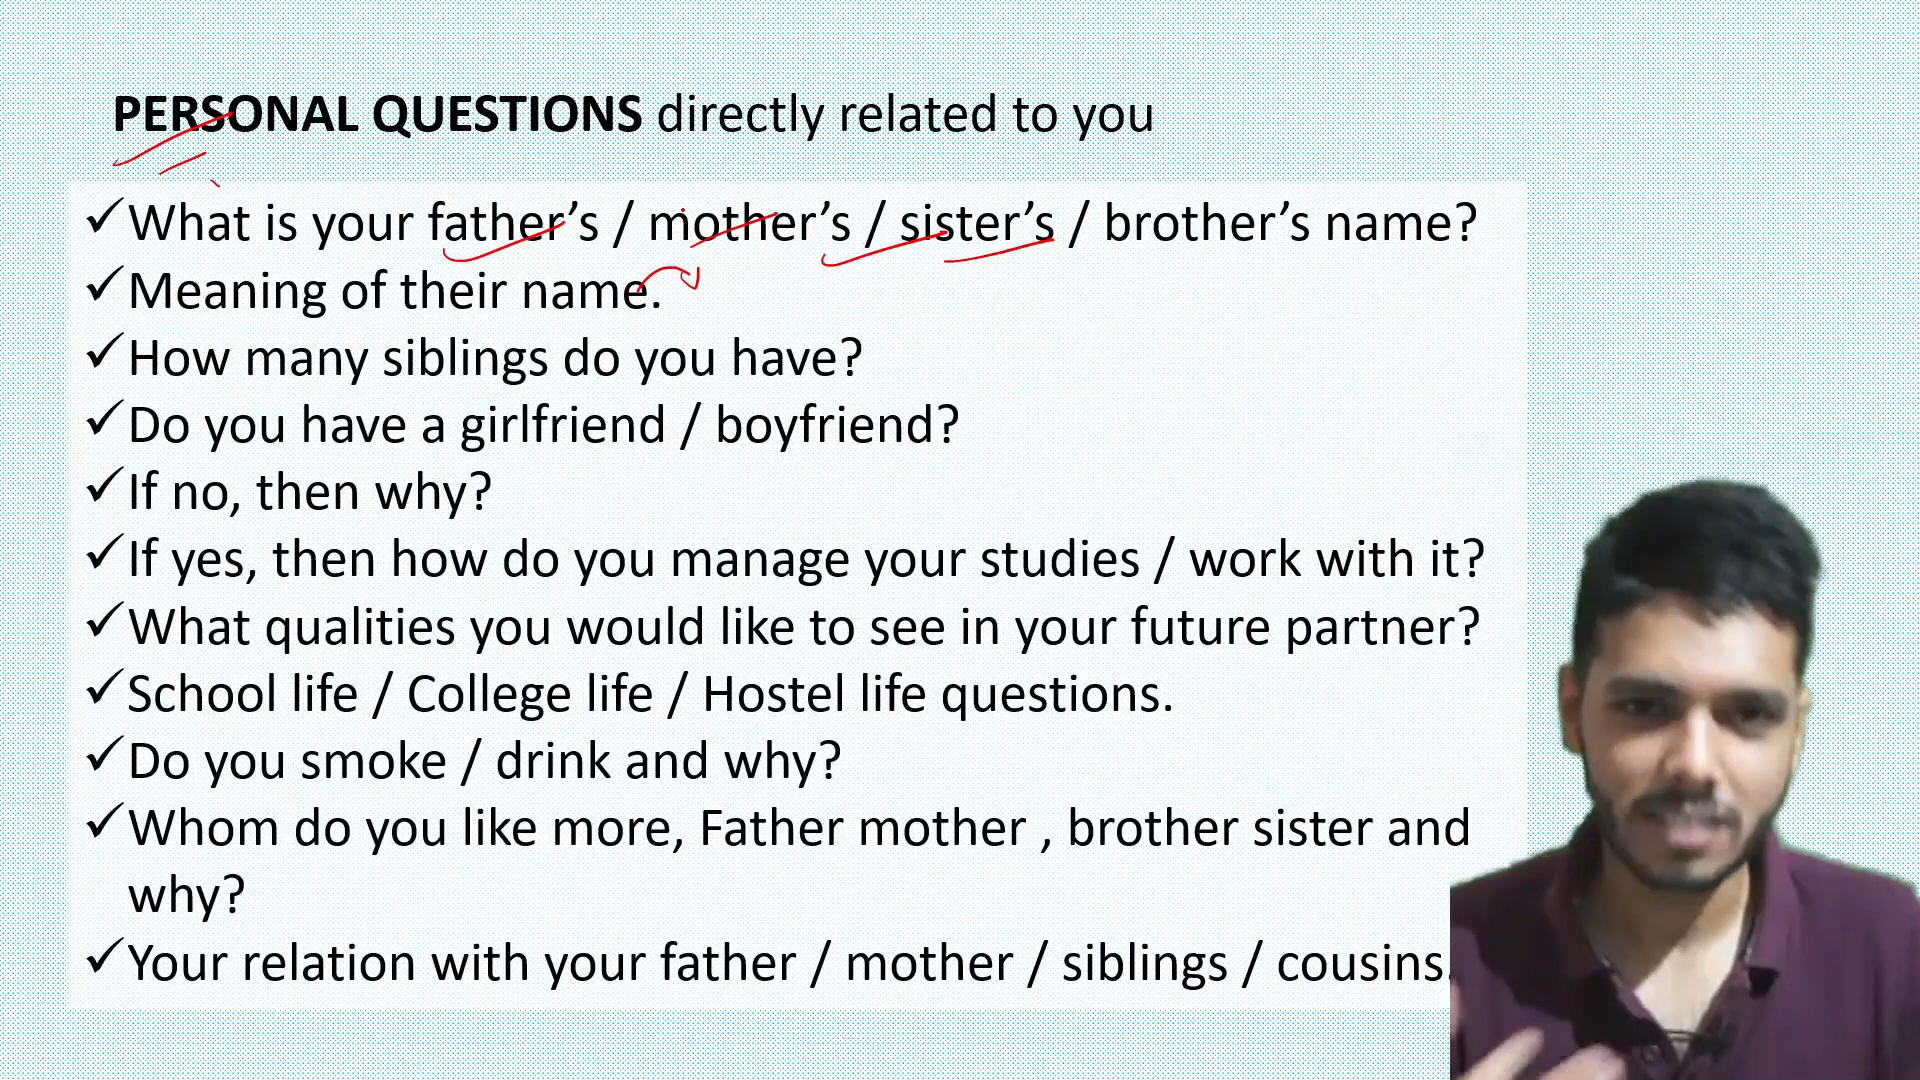 PERSONAL QUESTIONS directly related to you
✓What is your father’s / mother’s / sister’s / brother’s name?
✓Meaning of their name.
✓How many siblings do you have?
✓Do you have a girlfriend / boyfriend?
✓If no, then why?
✓If yes, then how do you manage your studies / work with it?
✓What qualities you would like to see in your future partner?
✓School life / College life / Hostel life questions.
✓Do you smoke / drink and why?
✓Whom do you like more, Father mother , brother sister and
why?
✓Your relation with your father / mother / siblings / cousins.